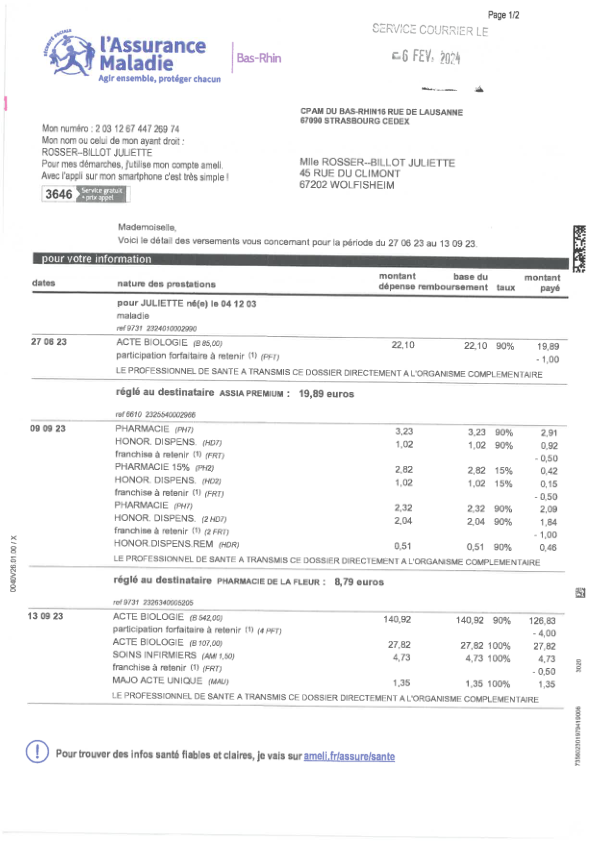 Page 1/2
SERVICE COURRIER LE
6 FEV. 2024
SÉCURITÉ SOCIALE
l'Assurance
Maladie
Agir ensemble, protéger chacun
Bas-Rhin
CPAM DU BAS-RHIN16 RUE DE LAUSANNE
67090 STRASBOURG CEDEX
Mon numéro : 2 03 12 67 447 269 74
Mon nom ou celui de mon ayant droit :
ROSSER--BILLOT JULIETTE
Pour mes démarches, j'utilise mon compte ameli.
Avec l'appli sur mon smartphone c'est très simple !
3646 Service gratuit + prix appel
Mlle ROSSER--BILLOT JULIETTE
45 RUE DU CLIMONT
67202 WOLFISHEIM
Mademoiselle,
Voici le détail des versements vous concernant pour la période du 27 06 23 au 13 09 23.
pour votre information
dates nature des prestations montant dépense base du remboursement taux montant payé
pour JULIETTE né(e) le 04 12 03
maladie
ref 9731 2324010002990
27 06 23 ACTE BIOLOGIE (B 85,00) 22,10 22,10 90% 19,89
participation forfaitaire à retenir (1) (PFT) - 1,00
LE PROFESSIONNEL DE SANTE A TRANSMIS CE DOSSIER DIRECTEMENT A L'ORGANISME COMPLEMENTAIRE
réglé au destinataire ASSIA PREMIUM : 19,89 euros
ref 6610 2325540002966
09 09 23 PHARMACIE (PH7) 3,23 3,23 90% 2,91
HONOR. DISPENS. (HD7) 1,02 1,02 90% 0,92
franchise à retenir (1) (FRT) - 0,50
PHARMACIE 15% (PH2) 2,82 2,82 15% 0,42
HONOR. DISPENS. (HD2) 1,02 1,02 15% 0,15
franchise à retenir (1) (FRT) - 0,50
PHARMACIE (PH7) 2,32 2,32 90% 2,09
HONOR. DISPENS. (2 HD7) 2,04 2,04 90% 1,84
franchise à retenir (1) (2 FRT) - 1,00
HONOR.DISPENS.REM (HDR) 0,51 0,51 90% 0,46
LE PROFESSIONNEL DE SANTE A TRANSMIS CE DOSSIER DIRECTEMENT A L'ORGANISME COMPLEMENTAIRE
réglé au destinataire PHARMACIE DE LA FLEUR : 8,79 euros
ref 9731 2326340005205
13 09 23 ACTE BIOLOGIE (B 542,00) 140,92 140,92 90% 126,83
participation forfaitaire à retenir (1) (4 PFT) - 4,00
ACTE BIOLOGIE (B 107,00) 27,82 27,82 100% 27,82
SOINS INFIRMIERS (AMI 1,50) 4,73 4,73 100% 4,73
franchise à retenir (1) (FRT) - 0,50
MAJO ACTE UNIQUE (MAU) 1,35 1,35 100% 1,35
LE PROFESSIONNEL DE SANTE A TRANSMIS CE DOSSIER DIRECTEMENT A L'ORGANISME COMPLEMENTAIRE
Pour trouver des infos santé fiables et claires, je vais sur ameli.fr/assure/sante